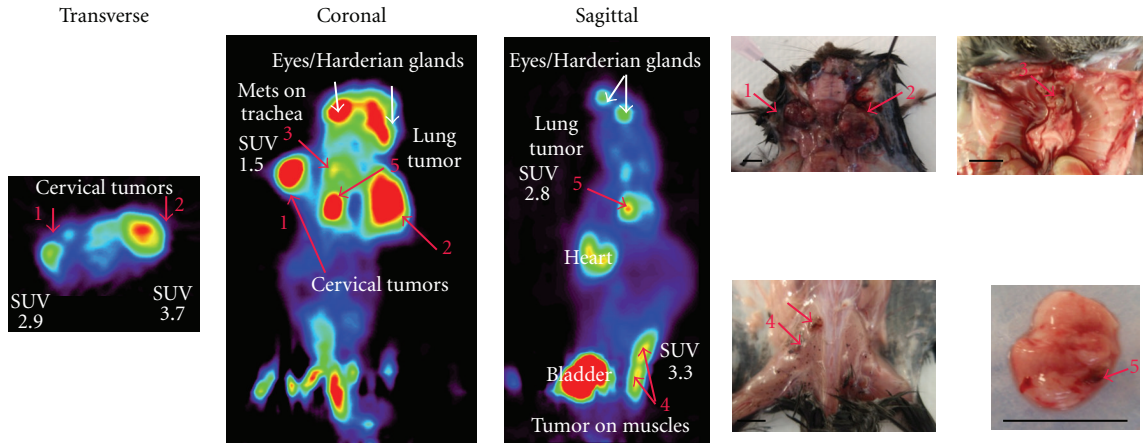 Transverse
Coronal
Sagittal
Cervical tumors
1
2
SUV
2.9
SUV
3.7
Eyes/Harderian glands
Mets on
trachea
3
SUV
1.5
Lung
tumor
5
1
2
Cervical tumors
Eyes/Harderian glands
Lung
tumor
SUV
2.8
5
Heart
SUV
3.3
Bladder
4
Tumor on muscles
1
2
3
4
5